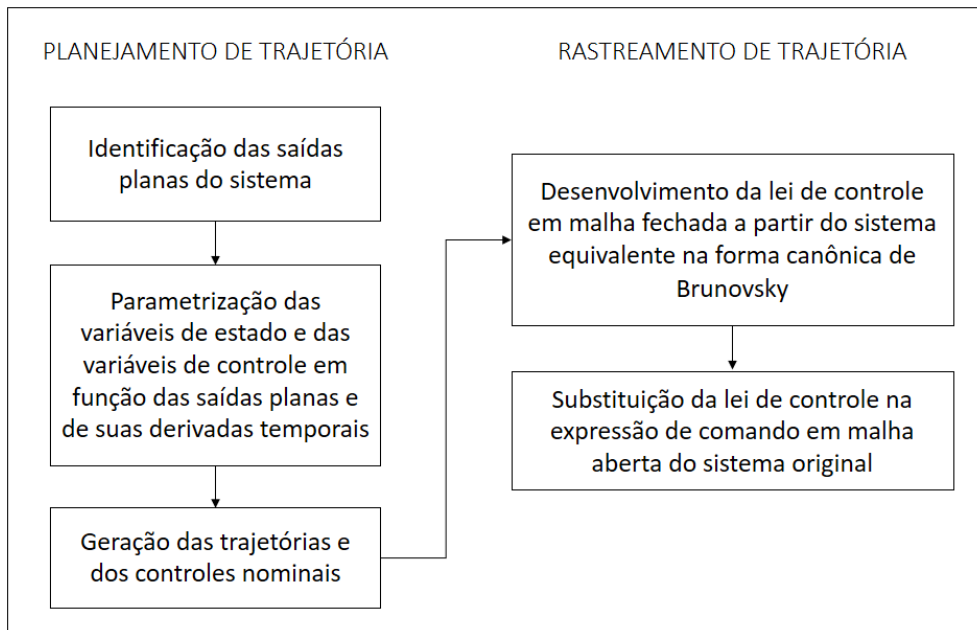 PLANEJAMENTO DE TRAJETÓRIA
Identificação das saídas
planas do sistema
Parametrização das
variáveis de estado e das
variáveis de controle em
função das saídas planas e
de suas derivadas temporais
Geração das trajetórias e
dos controles nominais
RASTREAMENTO DE TRAJETÓRIA
Desenvolvimento da lei de controle
em malha fechada a partir do sistema
equivalente na forma canônica de
Brunovsky
Substituição da lei de controle na
expressão de comando em malha
aberta do sistema original